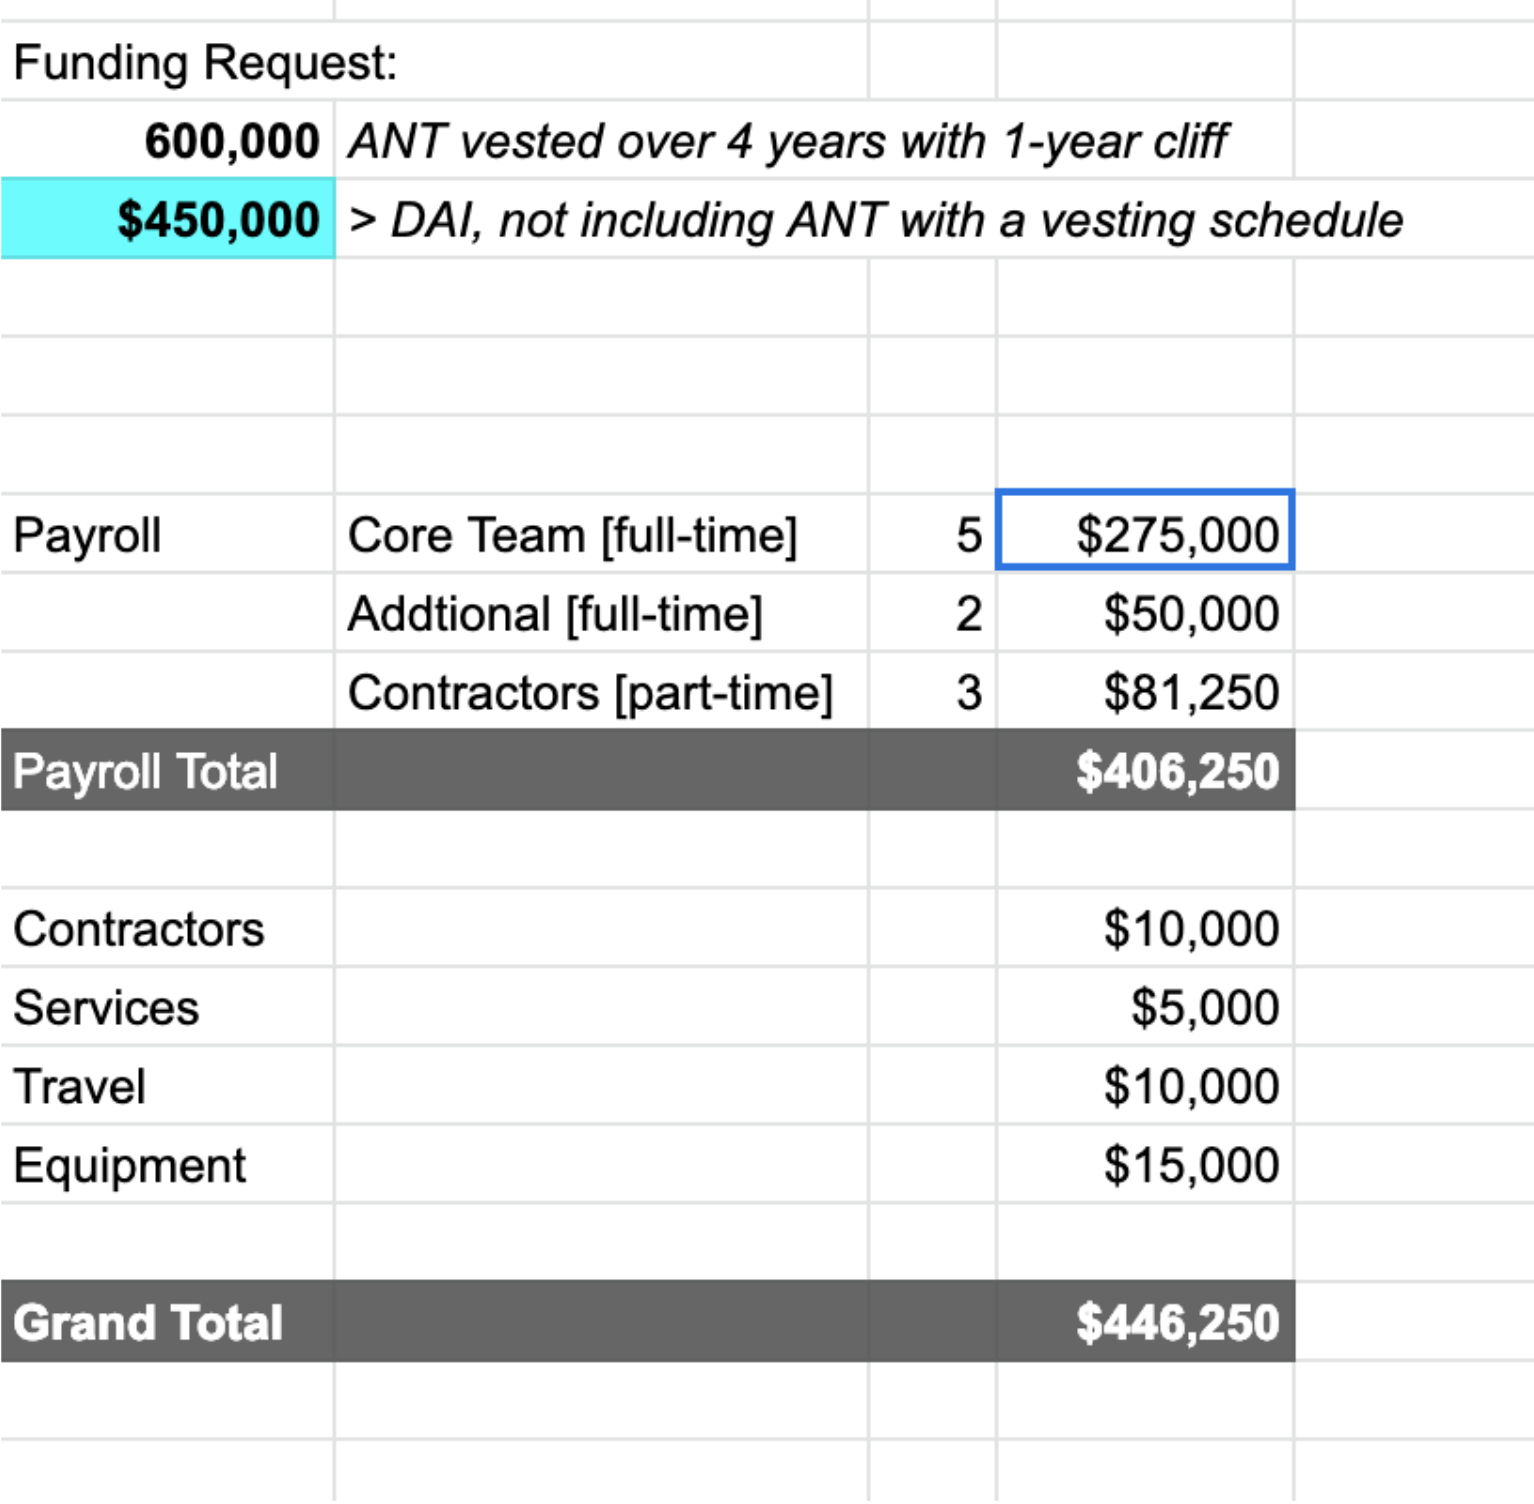 Funding Request:
600,000 ANT vested over 4 years with 1-year cliff
$450,000 > DAI, not including ANT with a vesting schedule
Payroll Core Team [full-time] 5 $275,000
Addtional [full-time] 2 $50,000
Contractors [part-time] 3 $81,250
Payroll Total $406,250
Contractors $10,000
Services $5,000
Travel $10,000
Equipment $15,000
Grand Total $446,250